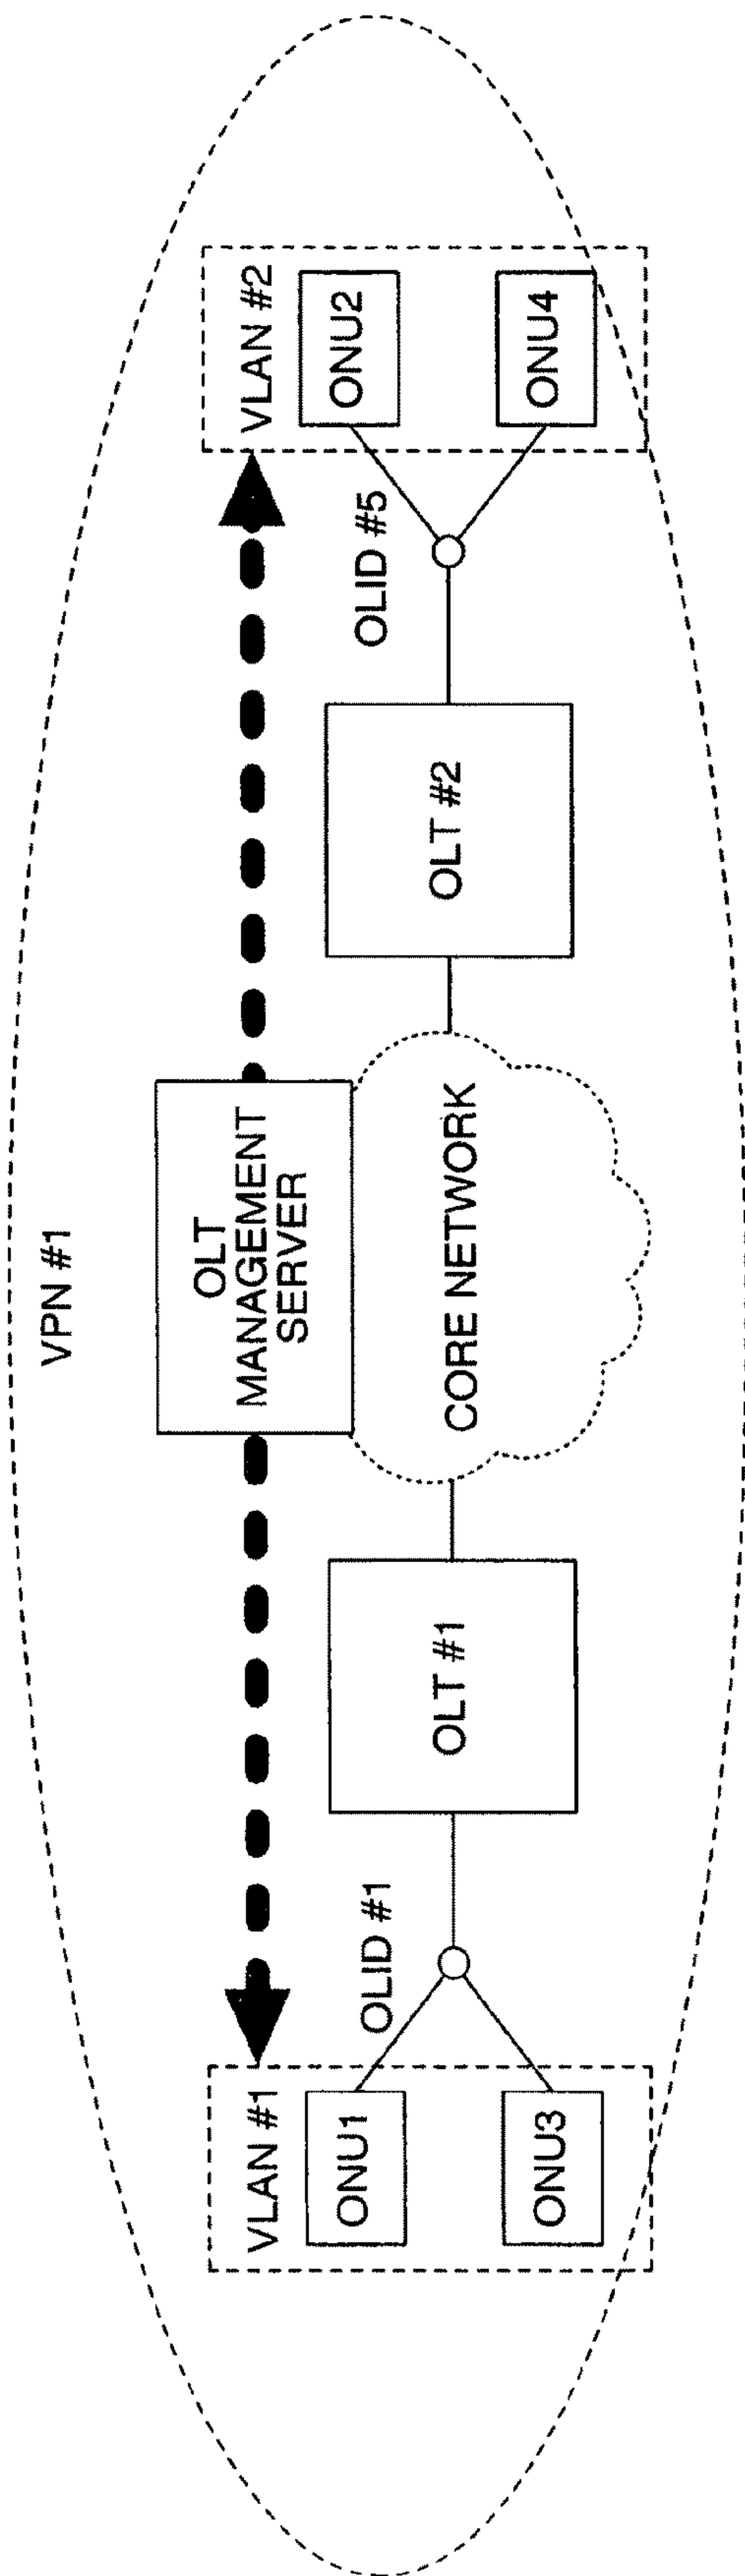 VPN #1
OLT
MANAGEMENT
SERVER
VLAN #1
ONU1
ONU3
OLID #1
OLT #1
CORE NETWORK
OLT #2
OLID #5
VLAN #2
ONU2
ONU4